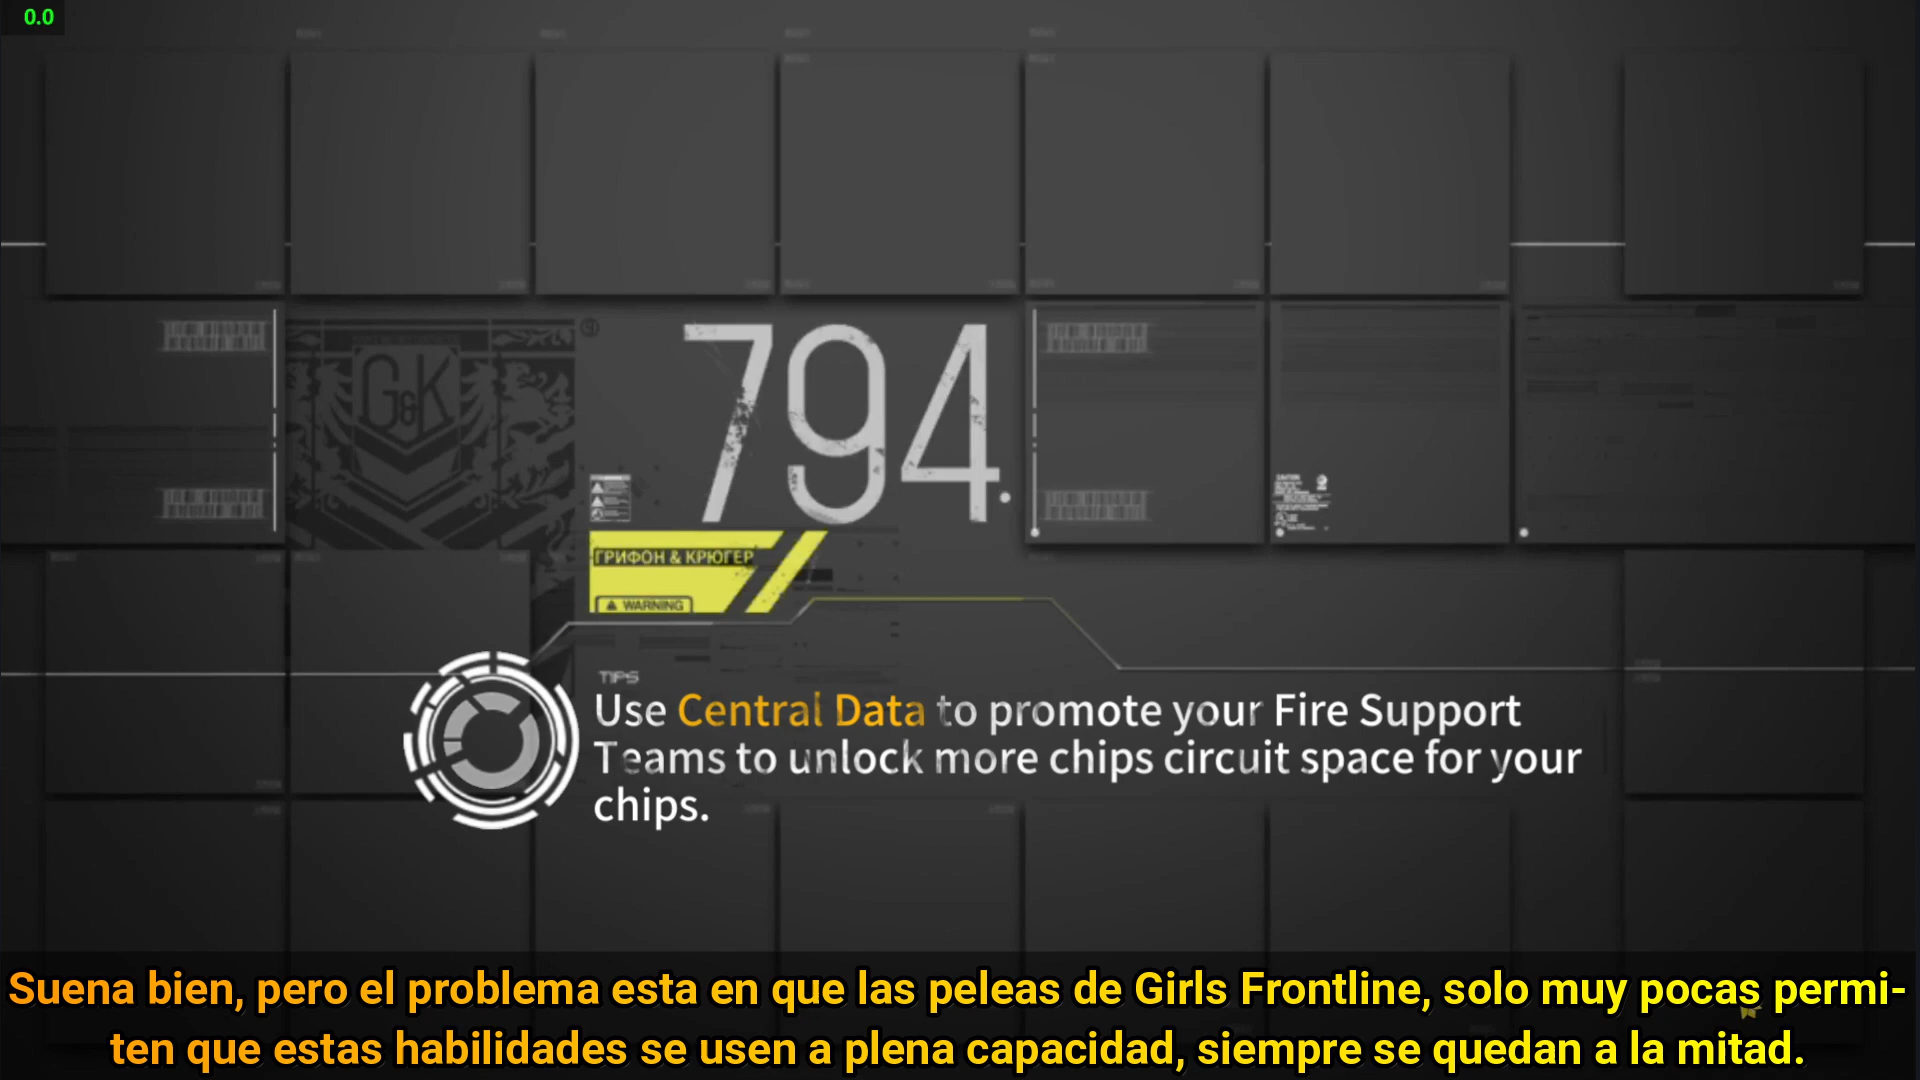 0.0
G&K
794.
ГРИФОН & КРЮГЕР
WARNING
TIPS
Use Central Data to promote your Fire Support
Teams to unlock more chips circuit space for your
chips.
CAUTION
Suena bien, pero el problema esta en que las peleas de Girls Frontline, solo muy pocas permi-
ten que estas habilidades se usen a plena capacidad, siempre se quedan a la mitad.